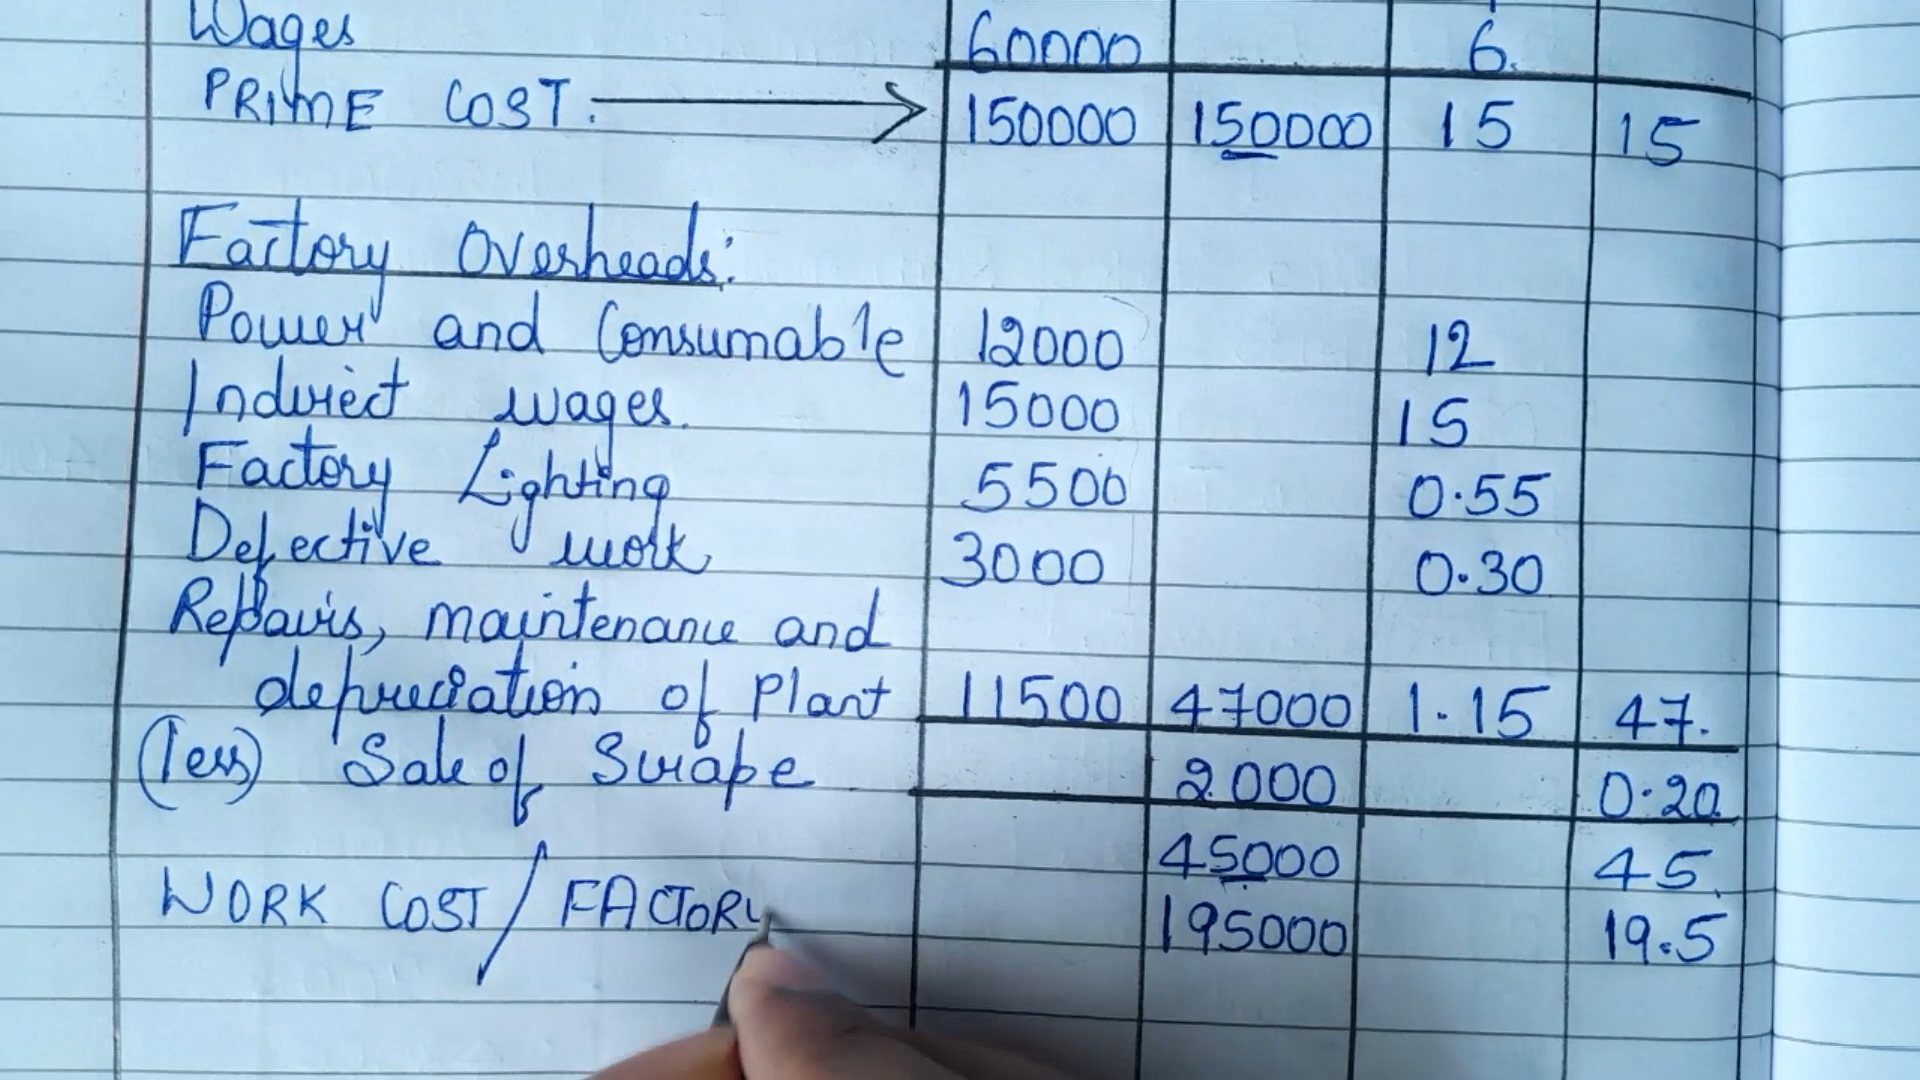 Wages 60000 6.
PRIME COST. 150000 150000 15 15
Factory Overheads:
Power and Consumable 12000 12
Indirect wages. 15000 15
Factory Lighting 5500 0.55
Defective work 3000 0.30
Repairs, maintenance and
depreciation of Plant 11500 47000 1.15 47.
(less) Sale of Scrape 2000 0.20
45000 45.
WORK COST / FACTORY 195000 19.5